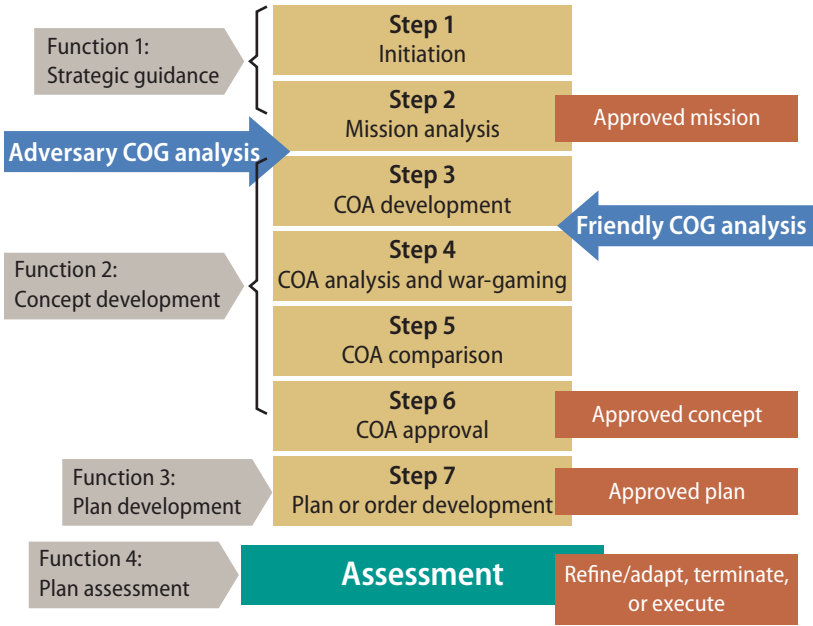 Function 1:
Strategic guidance
Step 1
Initiation
Step 2
Mission analysis
Approved mission
Adversary COG analysis
Step 3
COA development
Friendly COG analysis
Function 2:
Concept development
Step 4
COA analysis and war-gaming
Step 5
COA comparison
Step 6
COA approval
Approved concept
Function 3:
Plan development
Step 7
Plan or order development
Approved plan
Function 4:
Plan assessment
Assessment
Refine/adapt, terminate,
or execute